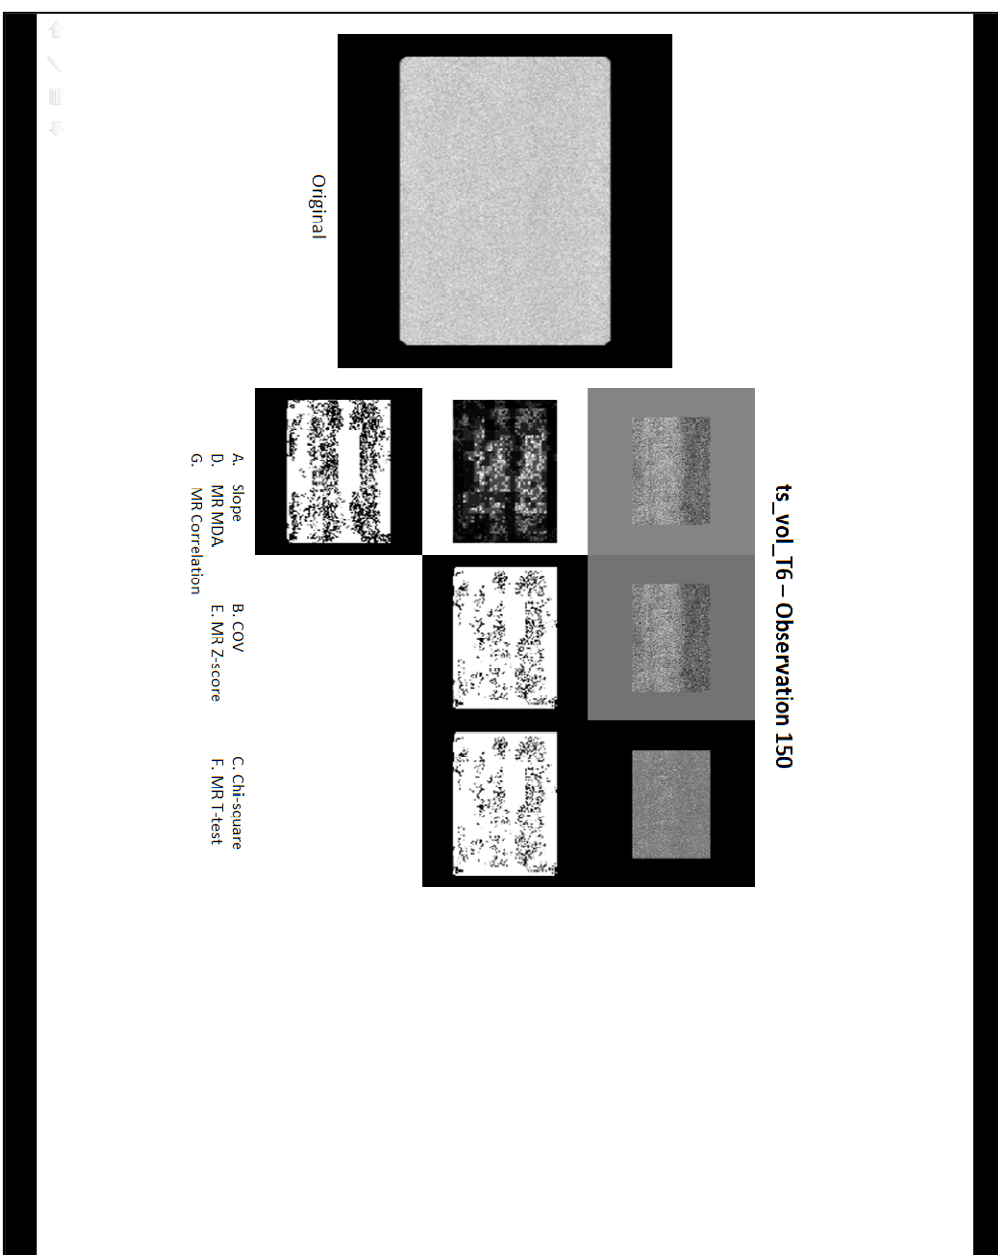 ts_vol_T6 – Observation 150
Original
A. Slope B. COV C. Chi-square
D. MR MDA E. MR Z-score F. MR T-test
G. MR Correlation